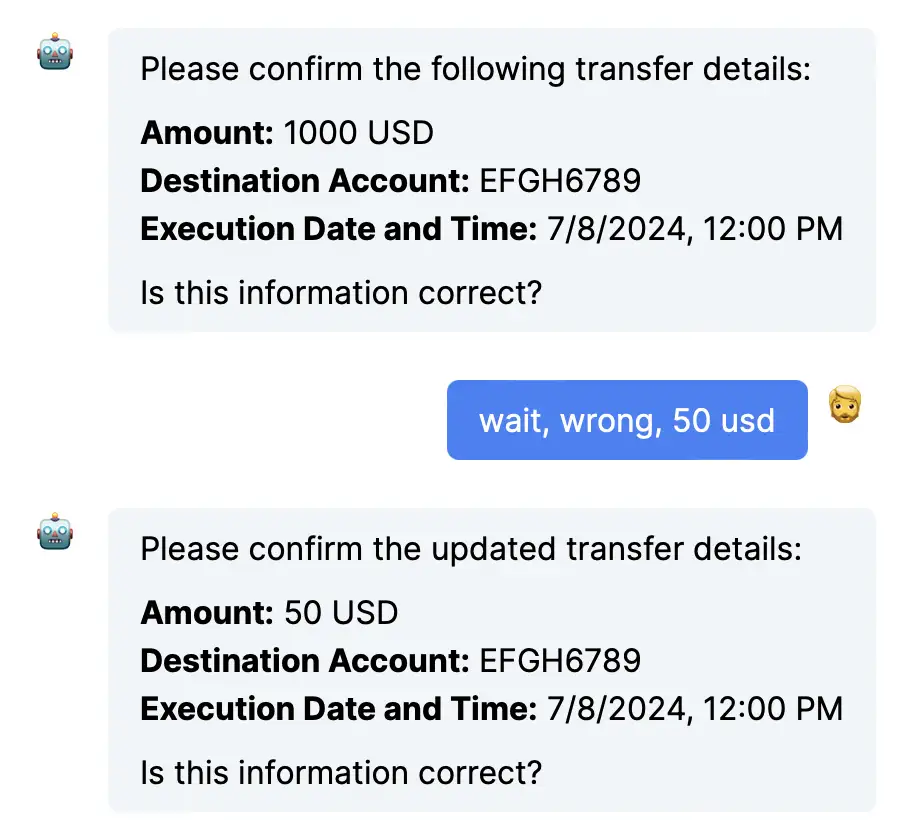 Please confirm the following transfer details:
Amount: 1000 USD
Destination Account: EFGH6789
Execution Date and Time: 7/8/2024, 12:00 PM
Is this information correct?
wait, wrong, 50 usd
Please confirm the updated transfer details:
Amount: 50 USD
Destination Account: EFGH6789
Execution Date and Time: 7/8/2024, 12:00 PM
Is this information correct?